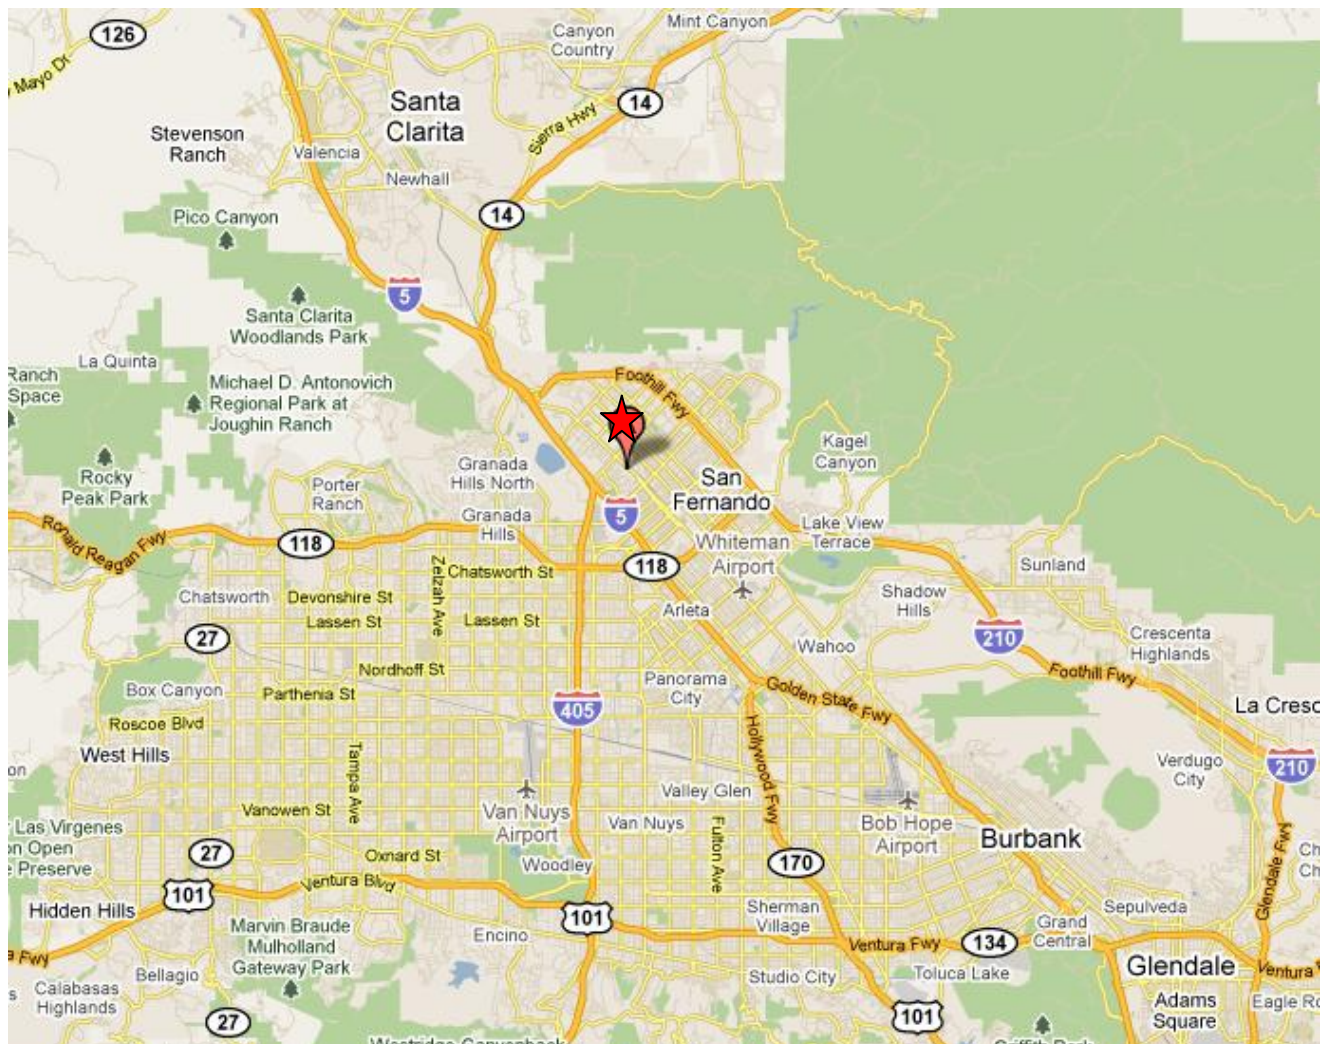 126
Mayo Dr
Canyon
Country
Mint Canyon
Santa
Clarita
14
Sierra Hwy
Stevenson
Ranch
Valencia
Newhall
14
Pico Canyon
5
Santa Clarita
Woodlands Park
La Quinta
Ranch
Space
Michael D. Antonovich
Regional Park at
Joughin Ranch
Foothill Fwy
Rocky
Peak Park
Porter
Ranch
Granada
Hills North
San
Fernando
Kagel
Canyon
Granada
Hills
5
Lake View
Terrace
Ronald Reagan Fwy
118
118
Whiteman
Airport
Sunland
Zelzah Ave
Chatsworth St
Chatsworth
Devonshire St
Lassen St
Lassen St
Arleta
Shadow
Hills
27
210
Crescenta
Highlands
Wahoo
Nordhoff St
Foothill Fwy
Box Canyon
Parthenia St
Panorama
City
Golden State Fwy
405
La Cresc
Roscoe Blvd
West Hills
Tampa Ave
Hollywood Fwy
on
Verdugo
City
210
Valley Glen
Vanowen St
Van Nuys
Airport
Van Nuys
Fulton Ave
Bob Hope
Airport
Burbank
Las Virgenes
on Open
e Preserve
27
Oxnard St
Woodley
170
Glendale Fwy
Ch
Ch
101
Ventura Blvd
Hidden Hills
101
Sherman
Village
Sepulveda
Grand
Central
Marvin Braude
Mulholland
Gateway Park
Encino
Ventura Fwy
134
a Fwy
Bellagio
Studio City
Toluca Lake
Glendale
Ventura F
s
Calabasas
Highlands
27
101
Adams
Square
Eagle Ro
Westridge Canyonback
Griffith Park